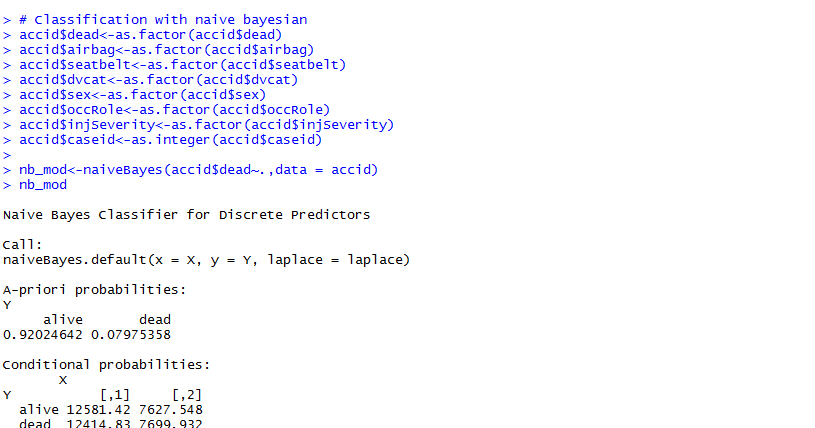 > # Classification with naive bayesian
> accid$dead<-as.factor(accid$dead)
> accid$airbag<-as.factor(accid$airbag)
> accid$seatbelt<-as.factor(accid$seatbelt)
> accid$dvcat<-as.factor(accid$dvcat)
> accid$sex<-as.factor(accid$sex)
> accid$occRole<-as.factor(accid$occRole)
> accid$injSeverity<-as.factor(accid$injSeverity)
> accid$caseid<-as.integer(accid$caseid)
>
> nb_mod<-naiveBayes(accid$dead~.,data = accid)
> nb_mod
Naive Bayes Classifier for Discrete Predictors
Call:
naiveBayes.default(x = X, y = Y, laplace = laplace)
A-priori probabilities:
Y
alive dead
0.92024642 0.07975358
Conditional probabilities:
X
Y [,1] [,2]
alive 12581.42 7627.548
dead 12414.83 7699.932